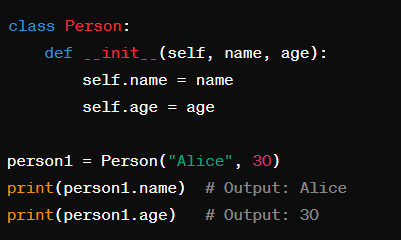 class Person:
    def __init__(self, name, age):
        self.name = name
        self.age = age

person1 = Person("Alice", 30)
print(person1.name)  # Output: Alice
print(person1.age)   # Output: 30